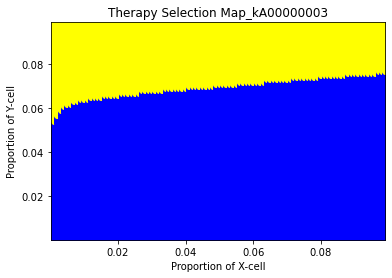 Therapy Selection Map_kA00000003
Proportion of Y-cell
0.08
0.06
0.04
0.02
0.02
0.04
0.06
0.08
Proportion of X-cell